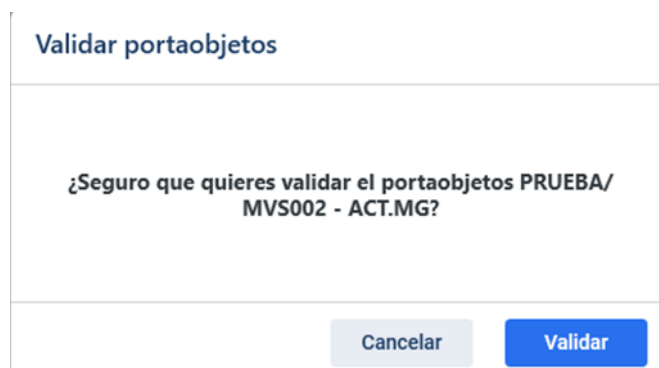 Validar portaobjetos
¿Seguro que quieres validar el portaobjetos PRUEBA/
MVS002 - ACT.MG?
Cancelar
Validar